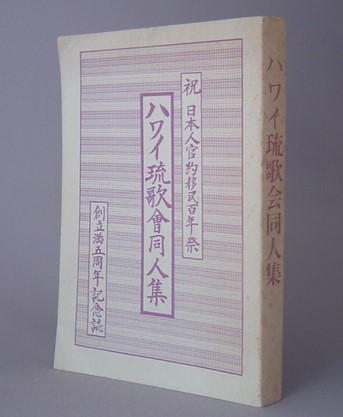 祝 日本人官約移民百年祭
ハワイ琉歌會同人集
創立満五周年記念誌
ハワイ琉歌会同人集